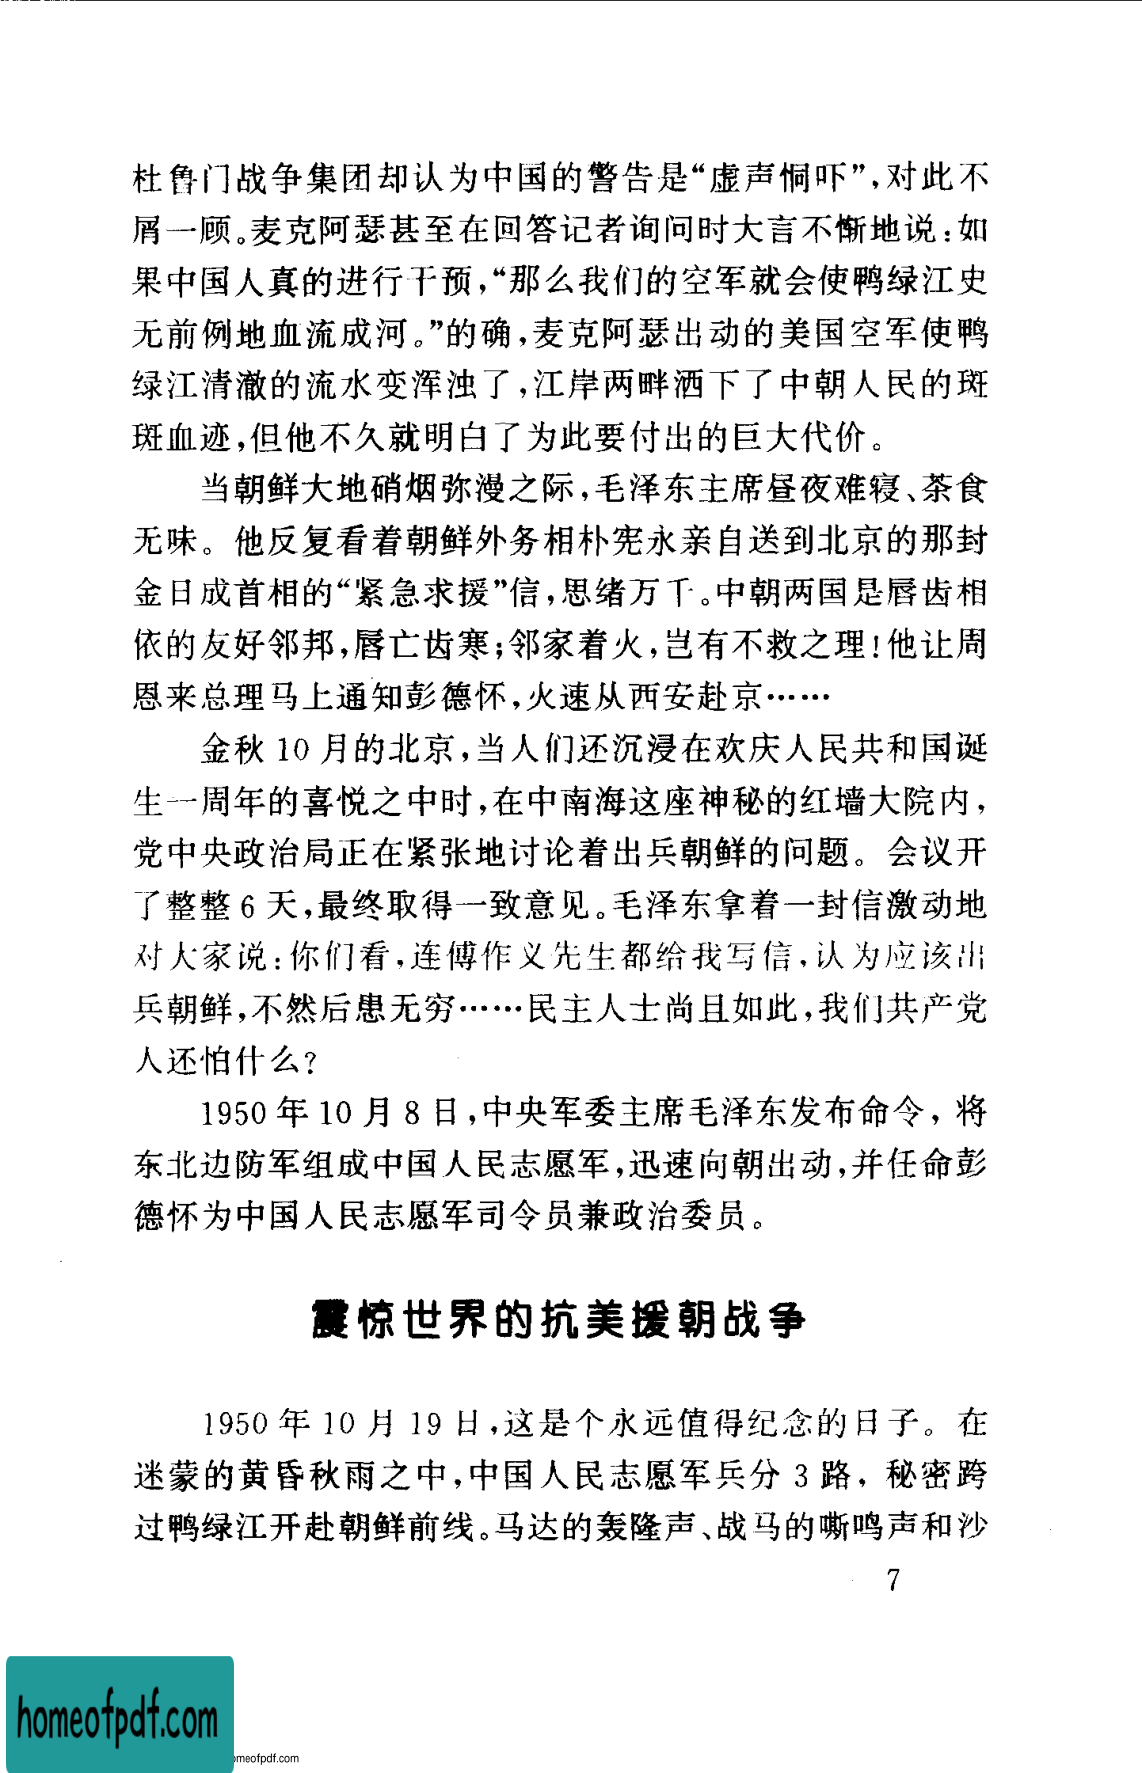 杜鲁门战争集团却认为中国的警告是“虚声恫吓”,对此不
屑一顾。麦克阿瑟甚至在回答记者询问时大言不惭地说:如
果中国人真的进行干预,“那么我们的空军就会使鸭绿江史
无前例地血流成河。”的确,麦克阿瑟出动的美国空军使鸭
绿江清澈的流水变浑浊了,江岸两畔洒下了中朝人民的斑
斑血迹,但他不久就明白了为此要付出的巨大代价。
当朝鲜大地硝烟弥漫之际,毛泽东主席昼夜难寝、茶食
无味。他反复看着朝鲜外务相朴宪永亲自送到北京的那封
金日成首相的“紧急求援”信,思绪万千。中朝两国是唇齿相
依的友好邻邦,唇亡齿寒;邻家着火,岂有不救之理!他让周
恩来总理马上通知彭德怀,火速从西安赴京……
金秋 10 月的北京,当人们还沉浸在欢庆人民共和国诞
生一周年的喜悦之中时,在中南海这座神秘的红墙大院内,
党中央政治局正在紧张地讨论着出兵朝鲜的问题。会议开
了整整 6 天,最终取得一致意见。毛泽东拿着一封信激动地
对大家说:你们看,连傅作义先生都给我写信,认为应该出
兵朝鲜,不然后患无穷……民主人士尚且如此,我们共产党
人还怕什么?
1950 年 10 月 8 日,中央军委主席毛泽东发布命令,将
东北边防军组成中国人民志愿军,迅速向朝出动,并任命彭
德怀为中国人民志愿军司令员兼政治委员。
震惊世界的抗美援朝战争
1950 年 10 月 19 日,这是个永远值得纪念的日子。在
迷蒙的黄昏秋雨之中,中国人民志愿军兵分 3 路,秘密跨
过鸭绿江开赴朝鲜前线。马达的轰隆声、战马的嘶鸣声和沙
7
homeofpdf.com
omeofpdf.com